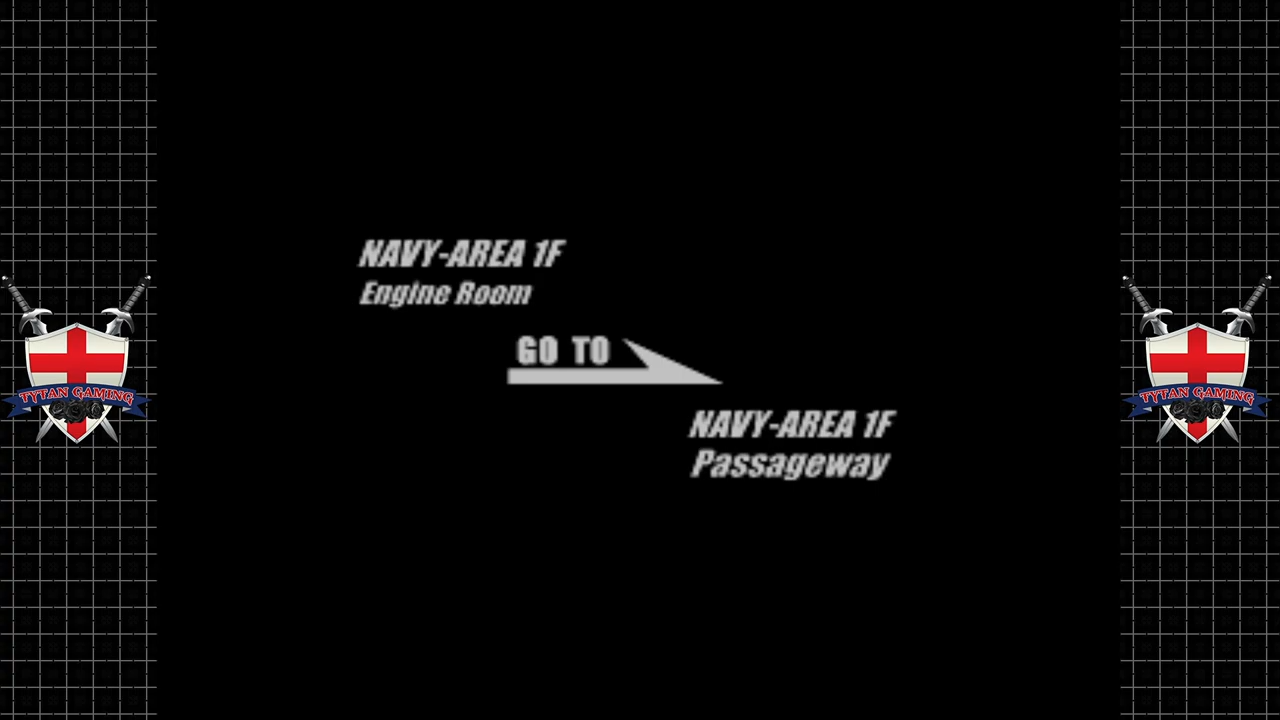 NAVY-AREA 1F
Engine Room
GO TO
NAVY-AREA 1F
Passageway
TYTAN GAMING
TYTAN GAMING